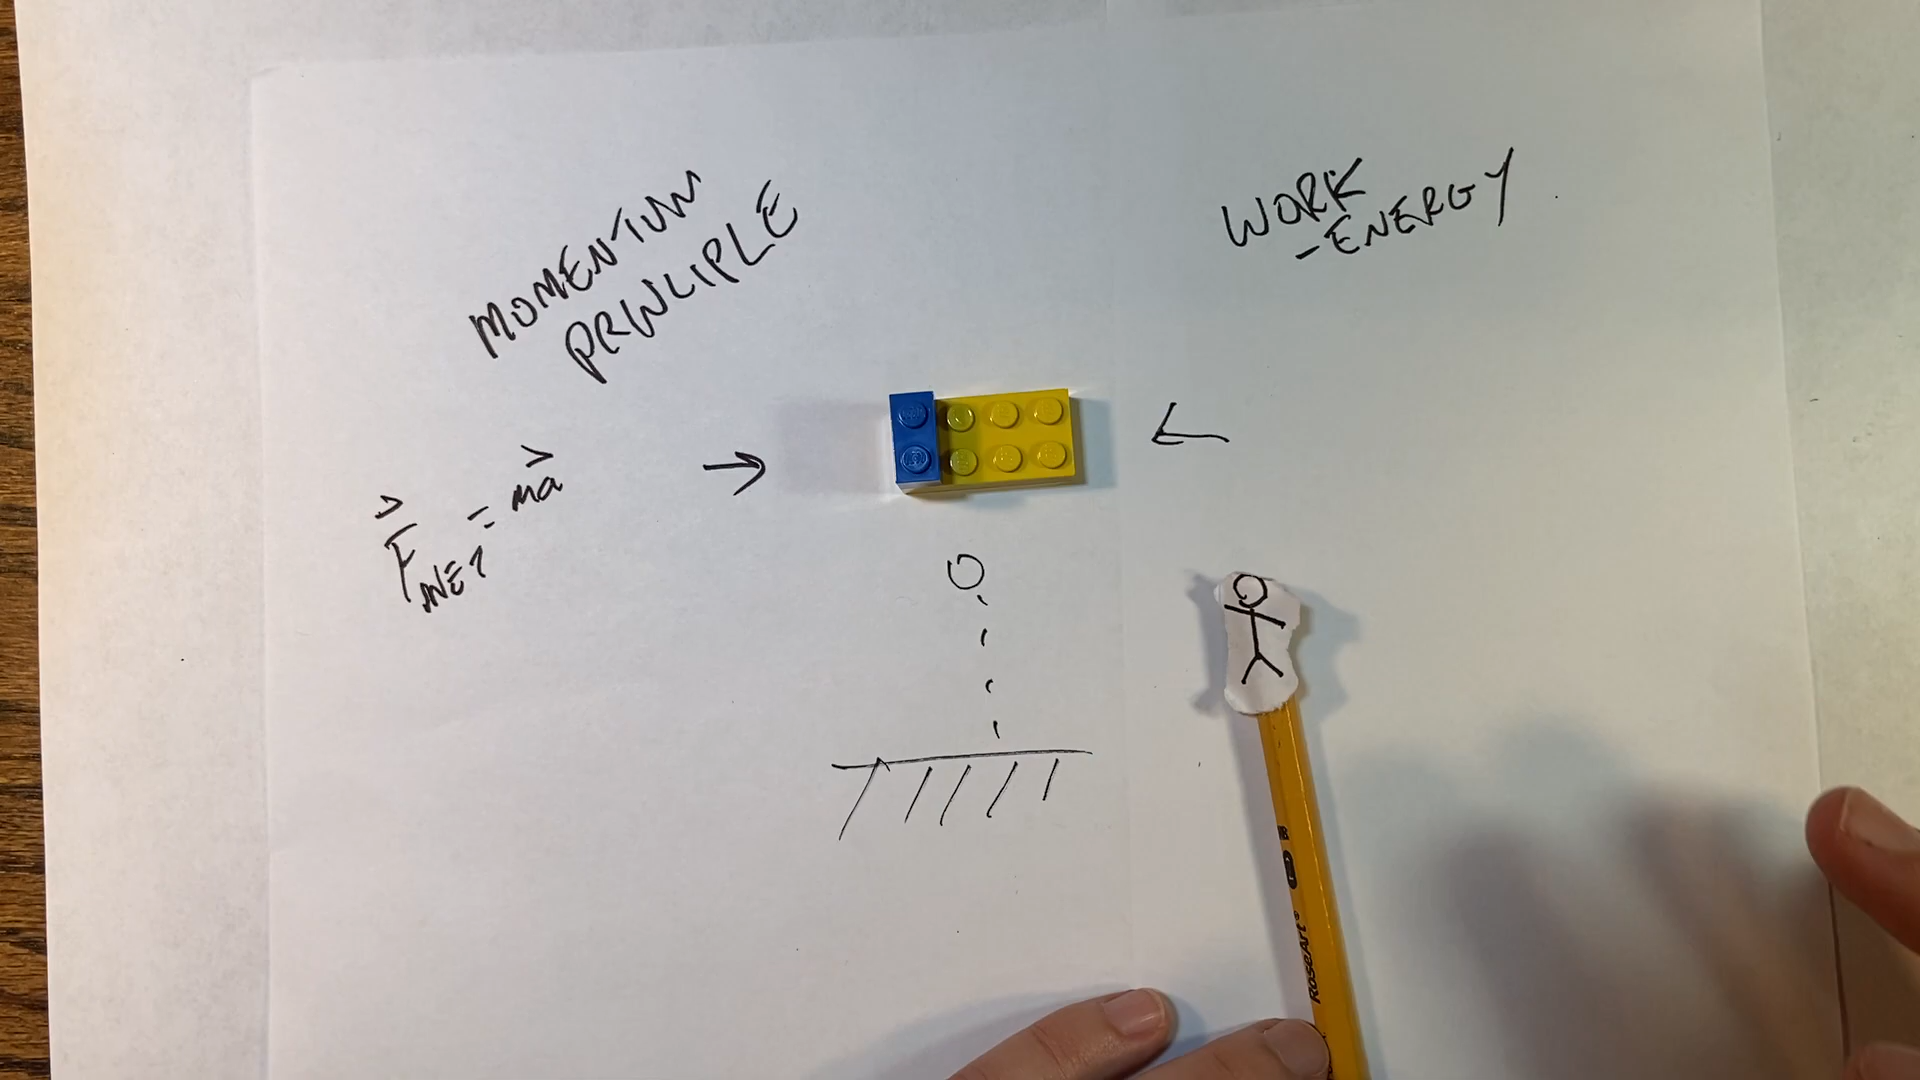 MOMENTUM
PRINCIPLE
WORK
-ENERGY
F NET = ma
RoseArt®